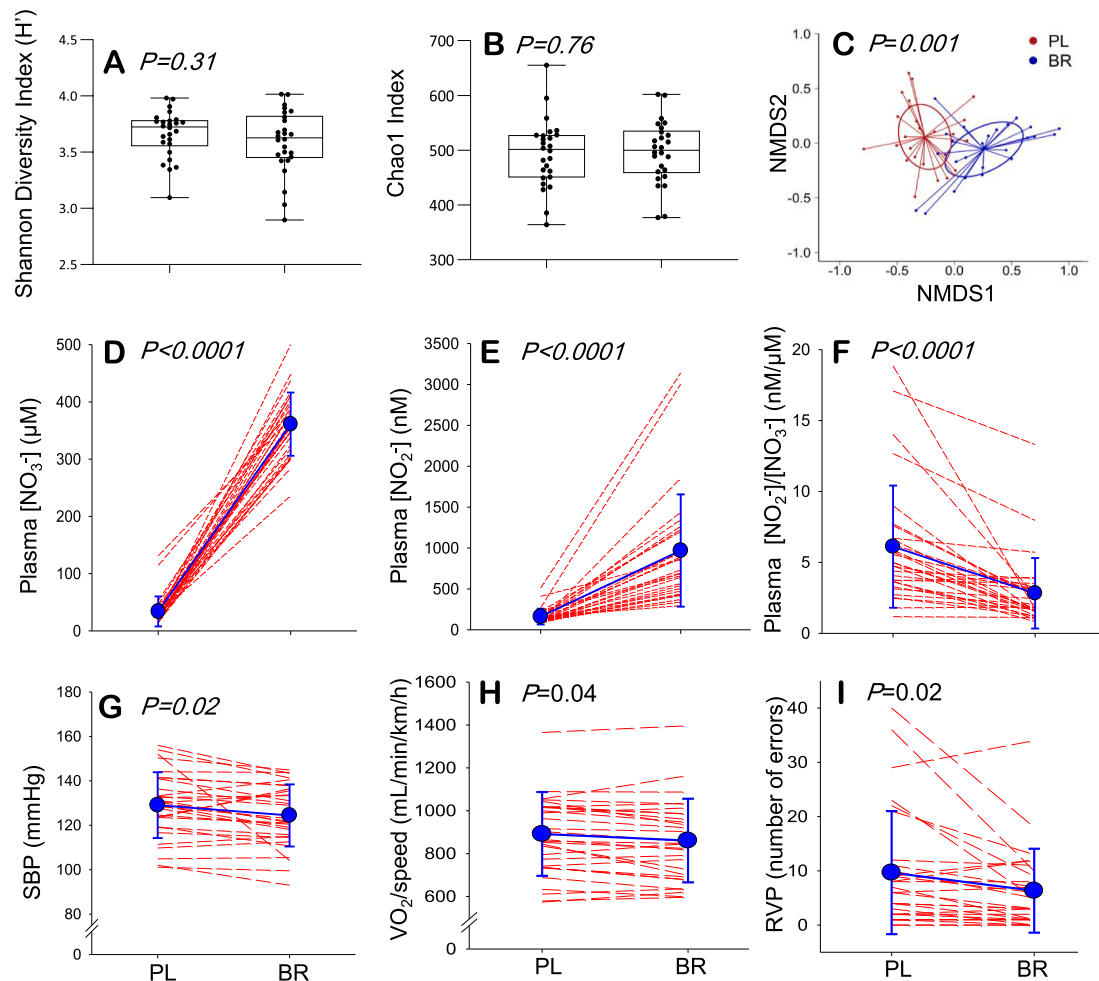 A P=0.31
Shannon Diversity Index (H')
4.5
4.0
3.5
3.0
2.5
B P=0.76
Chao1 Index
700
600
500
400
300
C P=0.001
PL
BR
NMDS2
1.0
0.5
0.0
-0.5
-1.0
-1.0 -0.5 0.0 0.5 1.0
NMDS1
D P<0.0001
Plasma [NO3-] (µM)
500
400
300
200
100
0
E P<0.0001
Plasma [NO2-] (nM)
3500
3000
2500
2000
1500
1000
500
0
F P<0.0001
Plasma [NO2-]/[NO3-] (nM/µM)
20
15
10
5
0
G P=0.02
SBP (mmHg)
180
160
140
120
100
80
0
PL BR
H P=0.04
VO2/speed (mL/min/km/h)
1600
1400
1200
1000
800
600
0
PL BR
I P=0.02
RVP (number of errors)
40
30
20
10
0
PL BR